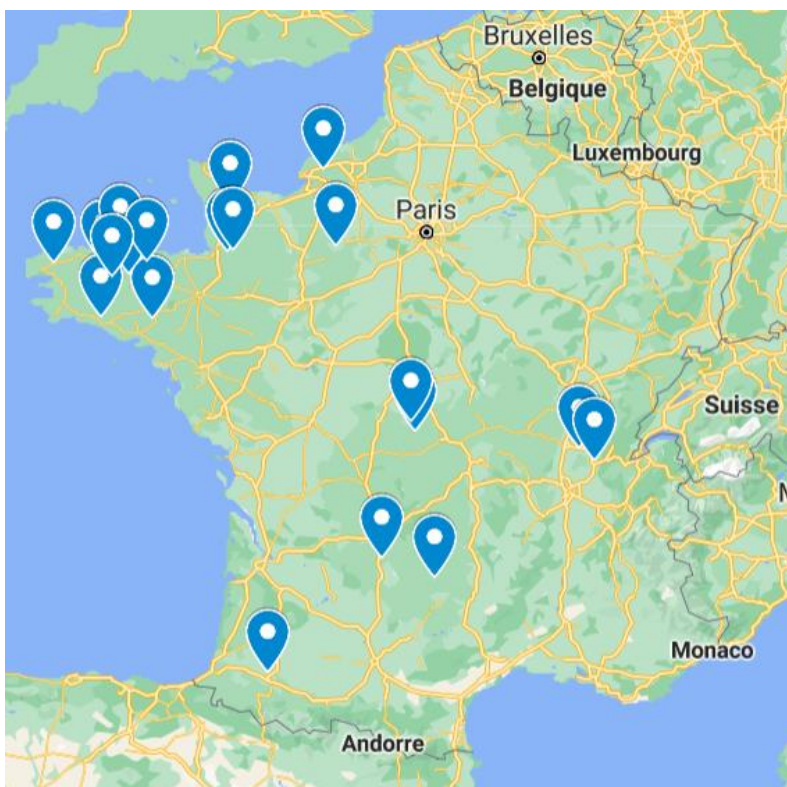 Bruxelles
Belgique
Luxembourg
Paris
Suisse
M
Monaco
Andorre